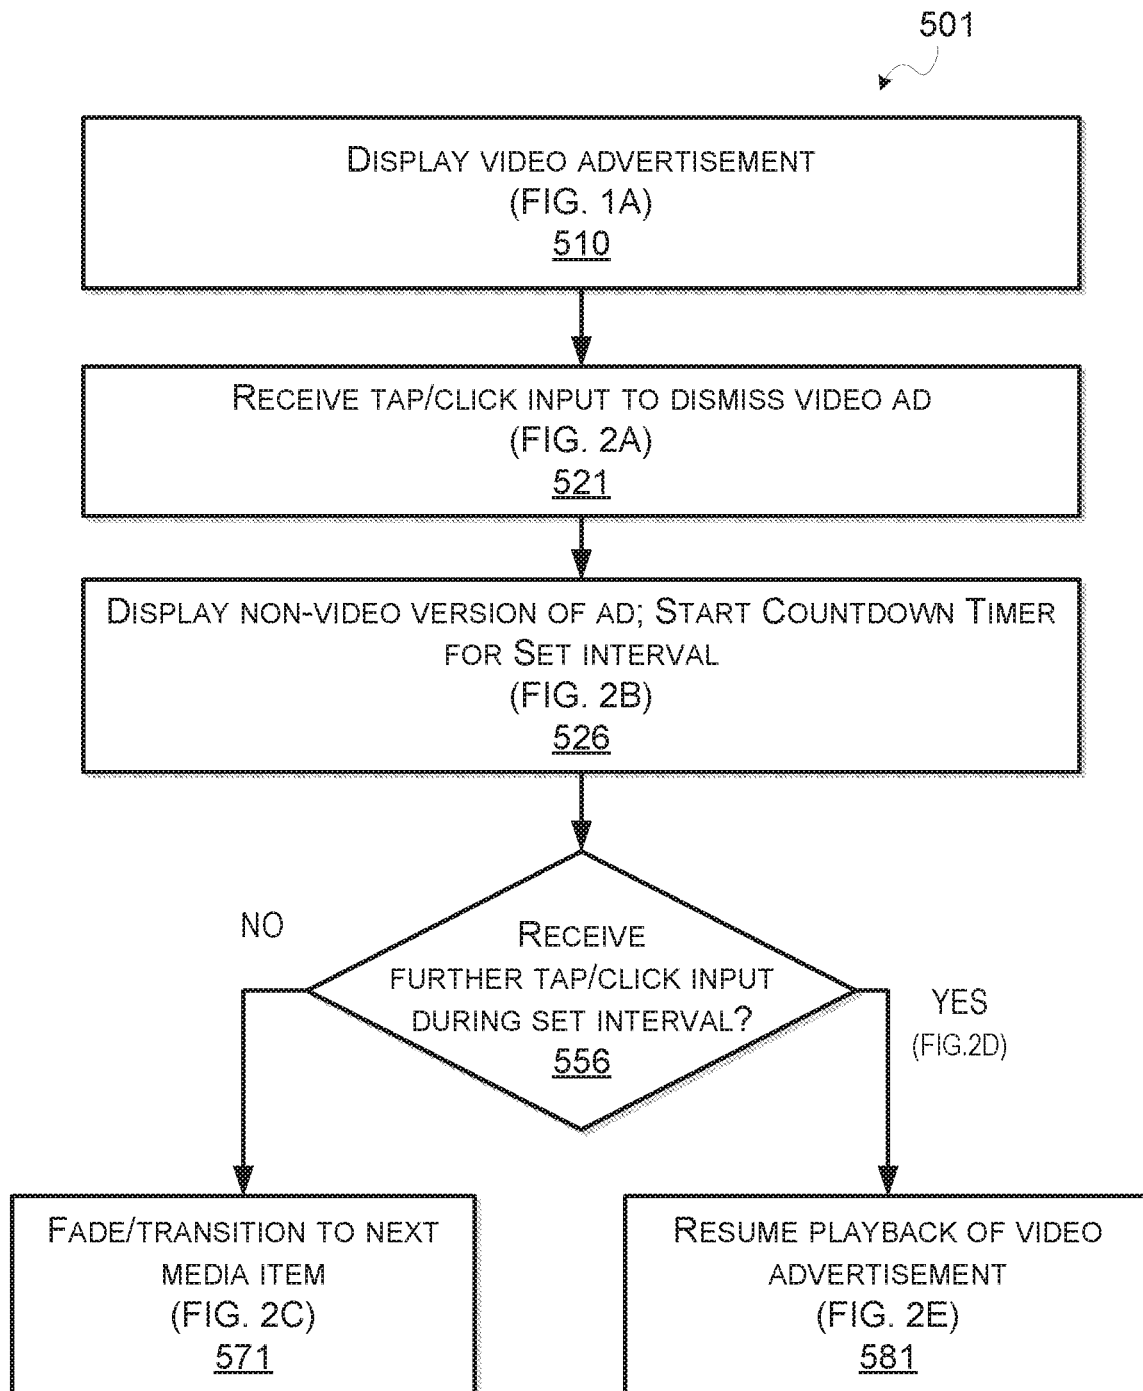 501
DISPLAY VIDEO ADVERTISEMENT
(FIG. 1A)
510
RECEIVE TAP/CLICK INPUT TO DISMISS VIDEO AD
(FIG. 2A)
521
DISPLAY NON-VIDEO VERSION OF AD; START COUNTDOWN TIMER
FOR SET INTERVAL
(FIG. 2B)
526
RECEIVE
FURTHER TAP/CLICK INPUT
DURING SET INTERVAL?
556
NO
YES
(FIG.2D)
FADE/TRANSITION TO NEXT
MEDIA ITEM
(FIG. 2C)
571
RESUME PLAYBACK OF VIDEO
ADVERTISEMENT
(FIG. 2E)
581